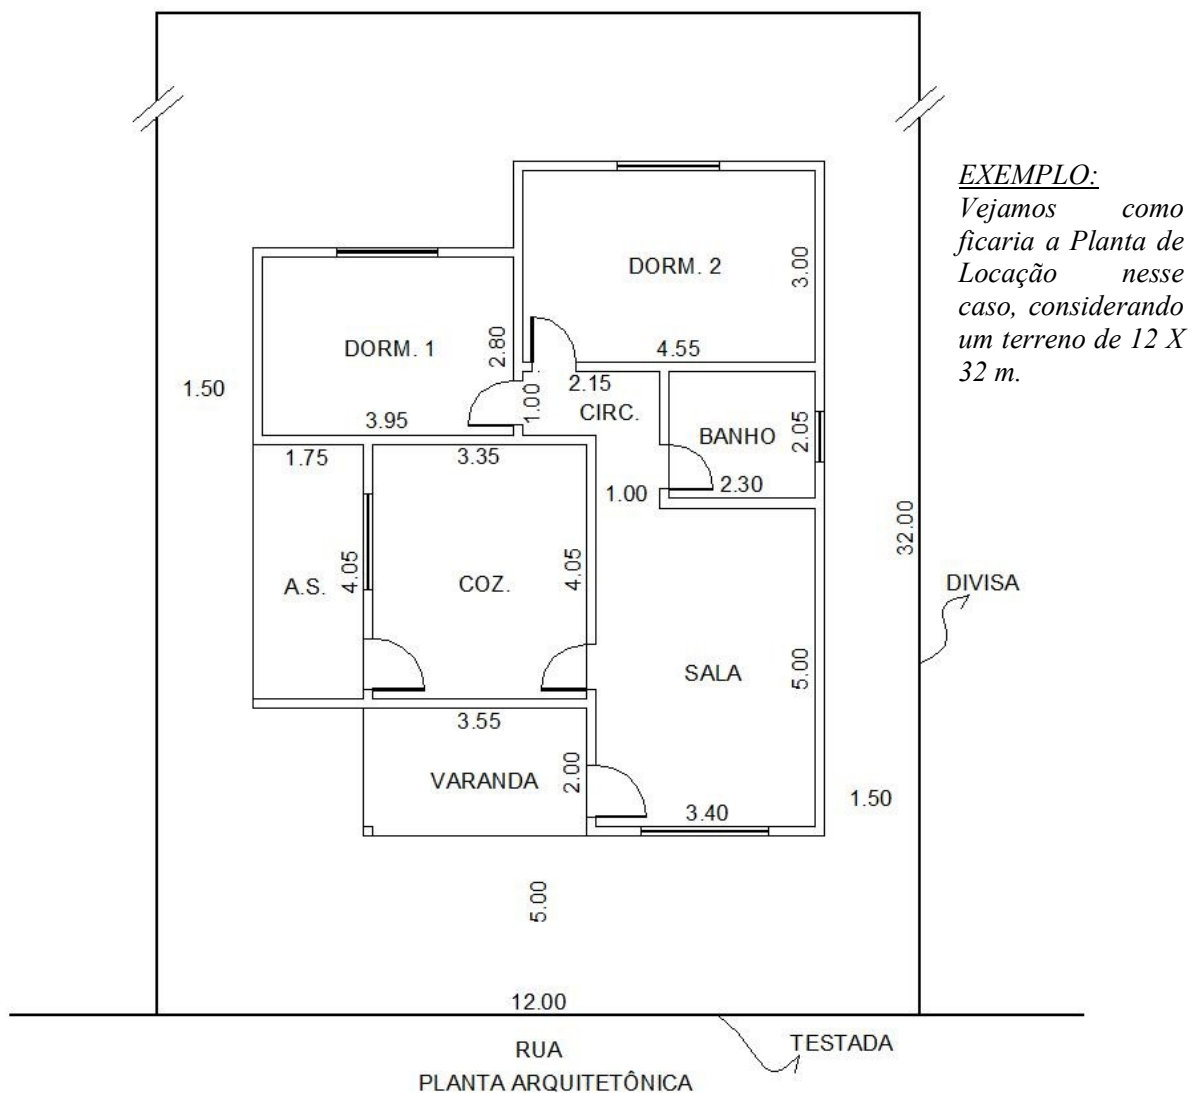 EXEMPLO:
Vejamos como
ficaria a Planta de
Locação nesse
caso, considerando
um terreno de 12 X
32 m.
DORM. 2
3.00
4.55
DORM. 1
2.80
3.95
1.50
2.15
1.00
CIRC.
BANHO
2.05
2.30
1.00
1.75
3.35
A.S.
4.05
COZ.
4.05
32.00
DIVISA
SALA
5.00
3.55
VARANDA
2.00
3.40
1.50
5.00
12.00
RUA
TESTADA
PLANTA ARQUITETÔNICA